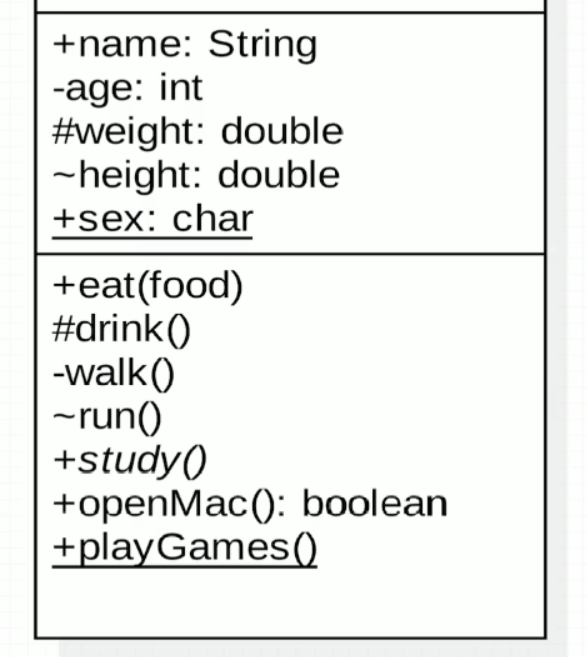 +name: String
-age: int
#weight: double
~height: double
+sex: char
+eat(food)
#drink()
-walk()
~run()
+study()
+openMac(): boolean
+playGames()